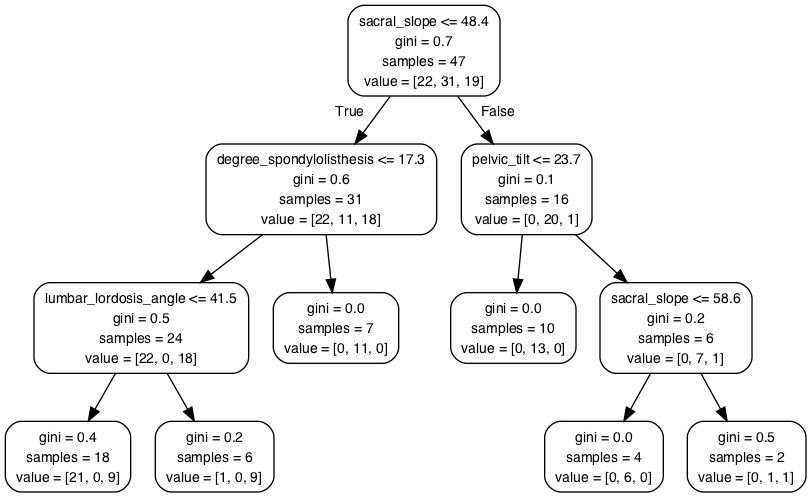 sacral_slope <= 48.4
gini = 0.7
samples = 47
value = [22, 31, 19]
True
False
degree_spondylolisthesis <= 17.3
gini = 0.6
samples = 31
value = [22, 11, 18]
pelvic_tilt <= 23.7
gini = 0.1
samples = 16
value = [0, 20, 1]
lumbar_lordosis_angle <= 41.5
gini = 0.5
samples = 24
value = [22, 0, 18]
gini = 0.0
samples = 7
value = [0, 11, 0]
gini = 0.0
samples = 10
value = [0, 13, 0]
sacral_slope <= 58.6
gini = 0.2
samples = 6
value = [0, 7, 1]
gini = 0.4
samples = 18
value = [21, 0, 9]
gini = 0.2
samples = 6
value = [1, 0, 9]
gini = 0.0
samples = 4
value = [0, 6, 0]
gini = 0.5
samples = 2
value = [0, 1, 1]